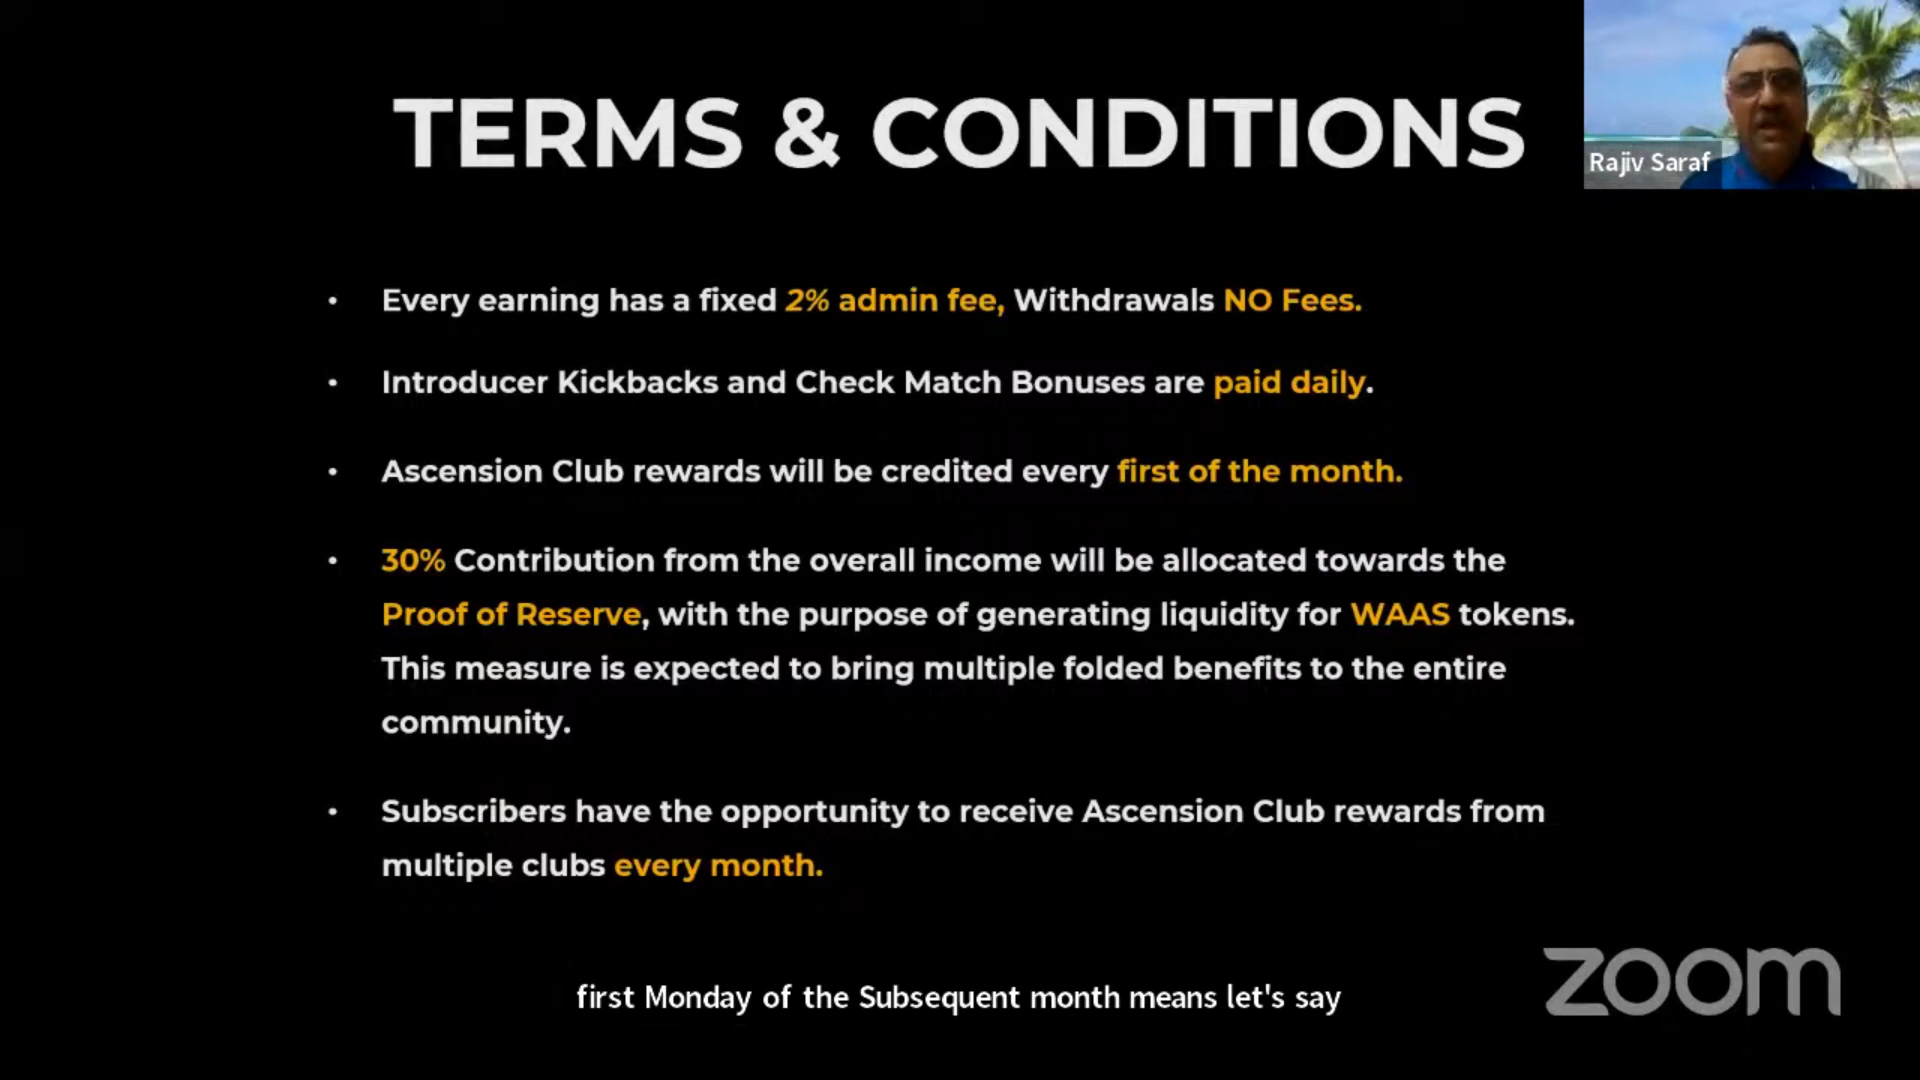 TERMS & CONDITIONS
Rajiv Saraf
• Every earning has a fixed 2% admin fee, Withdrawals NO Fees.
• Introducer Kickbacks and Check Match Bonuses are paid daily.
• Ascension Club rewards will be credited every first of the month.
• 30% Contribution from the overall income will be allocated towards the
Proof of Reserve, with the purpose of generating liquidity for WAAS tokens.
This measure is expected to bring multiple folded benefits to the entire
community.
• Subscribers have the opportunity to receive Ascension Club rewards from
multiple clubs every month.
zoom
first Monday of the Subsequent month means let's say